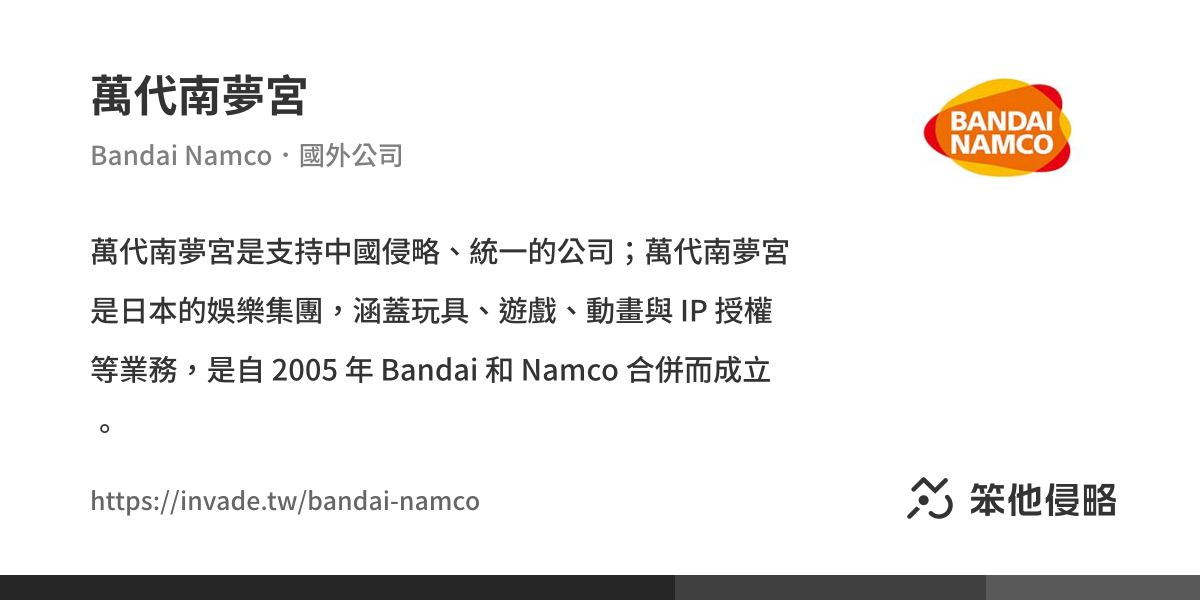 萬代南夢宮
Bandai Namco・國外公司
BANDAI
NAMCO
萬代南夢宮是支持中國侵略、統一的公司；萬代南夢宮
是日本的娛樂集團，涵蓋玩具、遊戲、動畫與 IP 授權
等業務，是自 2005 年 Bandai 和 Namco 合併而成立
。
https://invade.tw/bandai-namco
笨他侵略